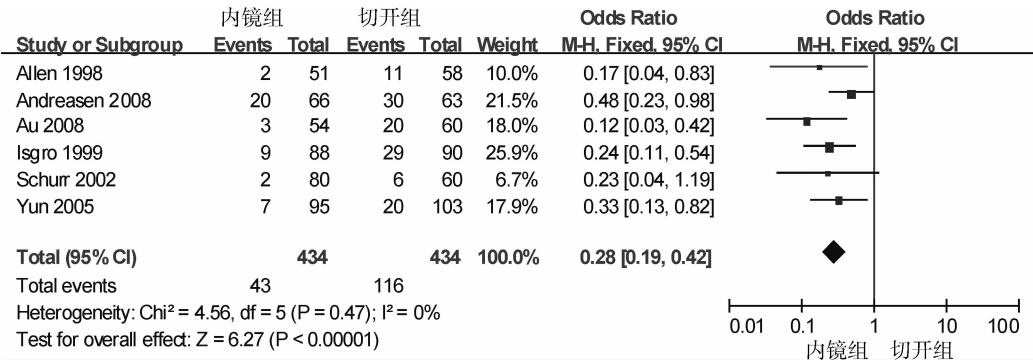 内镜组 切开组 Odds Ratio Odds Ratio
Study or Subgroup Events Total Events Total Weight M-H, Fixed, 95% CI M-H, Fixed, 95% CI
Allen 1998 2 51 11 58 10.0% 0.17 [0.04, 0.83]
Andreasen 2008 20 66 30 63 21.5% 0.48 [0.23, 0.98]
Au 2008 3 54 20 60 18.0% 0.12 [0.03, 0.42]
Isgro 1999 9 88 29 90 25.9% 0.24 [0.11, 0.54]
Schurr 2002 2 80 6 60 6.7% 0.23 [0.04, 1.19]
Yun 2005 7 95 20 103 17.9% 0.33 [0.13, 0.82]
Total (95% CI) 434 434 100.0% 0.28 [0.19, 0.42]
Total events 43 116
Heterogeneity: Chi² = 4.56, df = 5 (P = 0.47); I² = 0%
Test for overall effect: Z = 6.27 (P < 0.00001)
0.01 0.1 1 10 100
内镜组 切开组